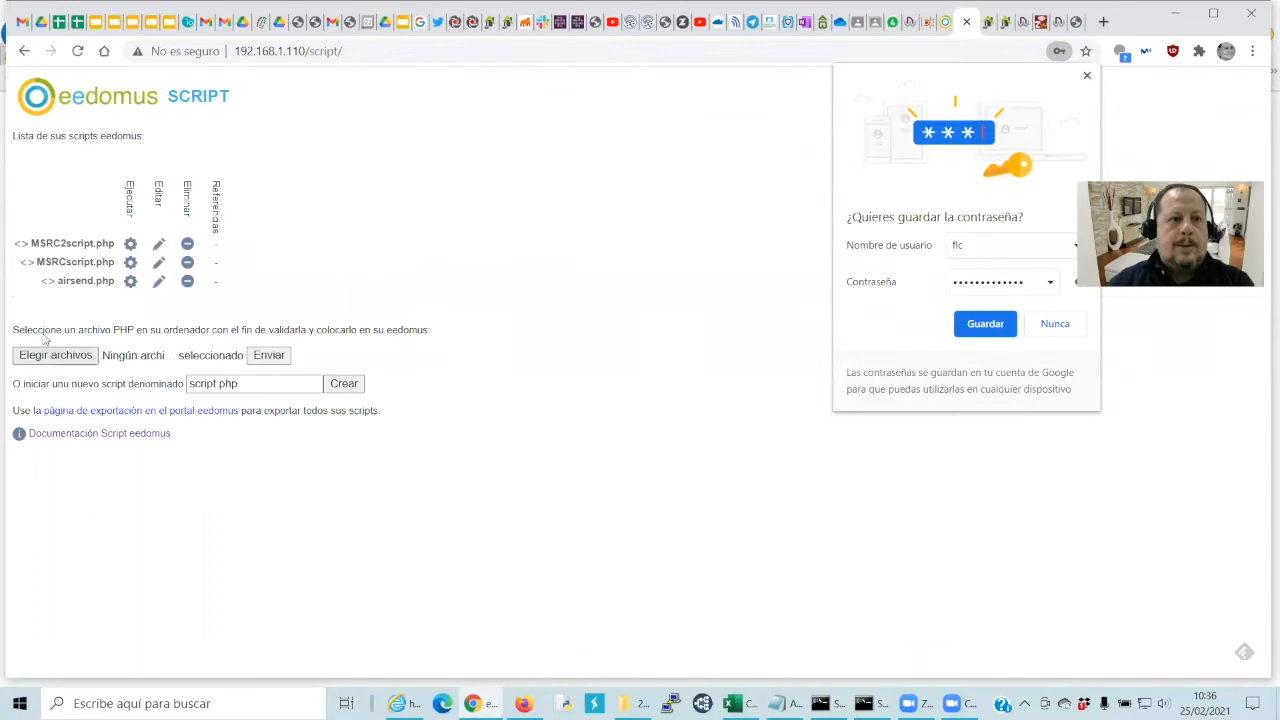 No es seguro | 192.168.1.110/script/
eedomus SCRIPT
Lista de sus scripts eedomus:
Ejecutar
Editar
Eliminar
Referencias
<> MSRC2script.php -
<> MSRCscript.php -
<> airsend.php -
Seleccione un archivo PHP en su ordenador con el fin de validarla y colocarlo en su eedomus:
Elegir archivos Ningún archi... seleccionado Enviar
O iniciar unu nuevo script denominado script.php Crear
Use la página de exportación en el portal eedomus para exportar todos sus scripts.
Documentación Script eedomus
* * *
¿Quieres guardar la contraseña?
Nombre de usuario flc
Contraseña •••••••••••••
Guardar Nunca
Las contraseñas se guardan en tu cuenta de Google
para que puedas utilizarlas en cualquier dispositivo
Escribe aquí para buscar
h... e... 2... C... A... S... S... Z... C...
10:36
25/02/2021